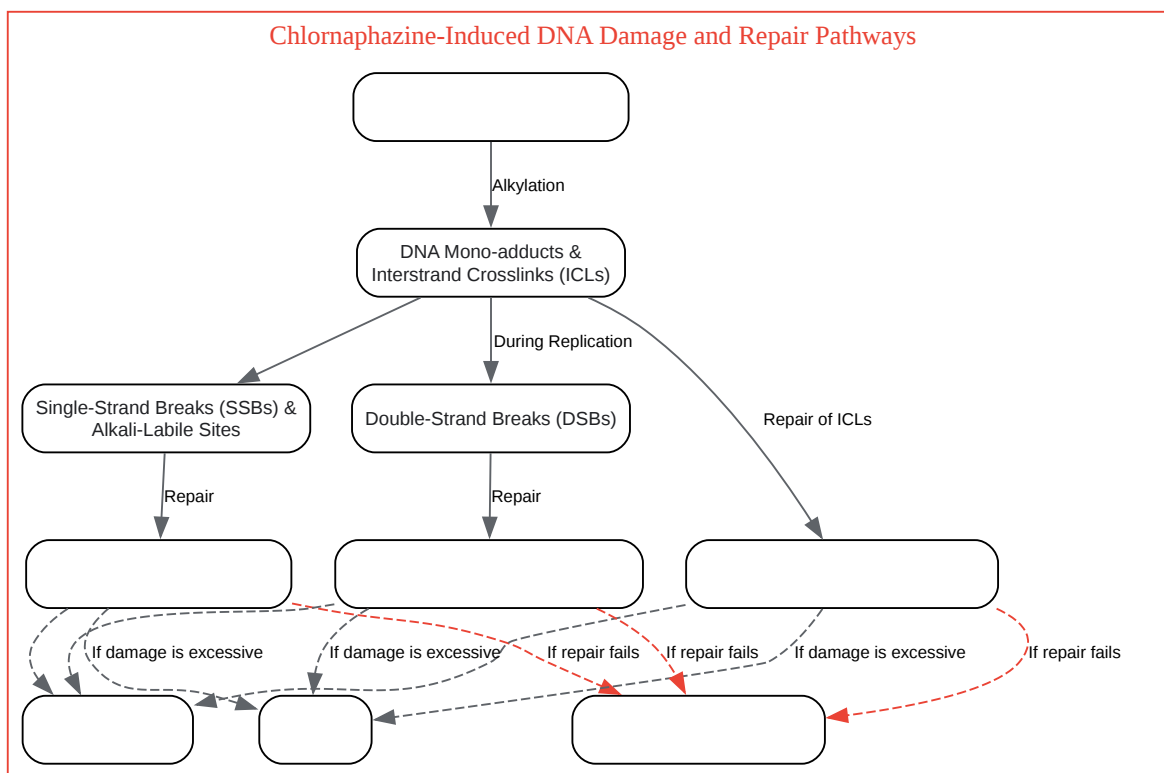 Chlornaphazine-Induced DNA Damage and Repair Pathways
Alkylation
DNA Mono-adducts &
Interstrand Crosslinks (ICLs)
During Replication
Single-Strand Breaks (SSBs) &
Alkali-Labile Sites
Double-Strand Breaks (DSBs)
Repair of ICLs
Repair
Repair
If damage is excessive
If damage is excessive
If repair fails
If repair fails
If damage is excessive
If repair fails